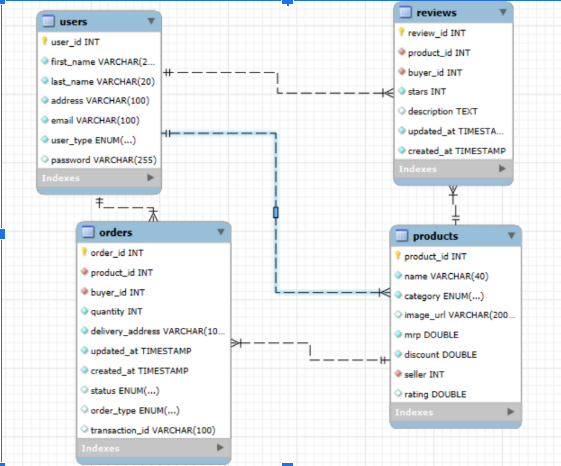 users
user_id INT
first_name VARCHAR(2...
last_name VARCHAR(20)
address VARCHAR(100)
email VARCHAR(100)
user_type ENUM(...)
password VARCHAR(255)
Indexes
reviews
review_id INT
product_id INT
buyer_id INT
stars INT
description TEXT
updated_at TIMESTA...
created_at TIMESTAMP
Indexes
orders
order_id INT
product_id INT
buyer_id INT
quantity INT
delivery_address VARCHAR(10...
updated_at TIMESTAMP
created_at TIMESTAMP
status ENUM(...)
order_type ENUM(...)
transaction_id VARCHAR(100)
Indexes
products
product_id INT
name VARCHAR(40)
category ENUM(...)
image_url VARCHAR(200...
mrp DOUBLE
discount DOUBLE
seller INT
rating DOUBLE
Indexes